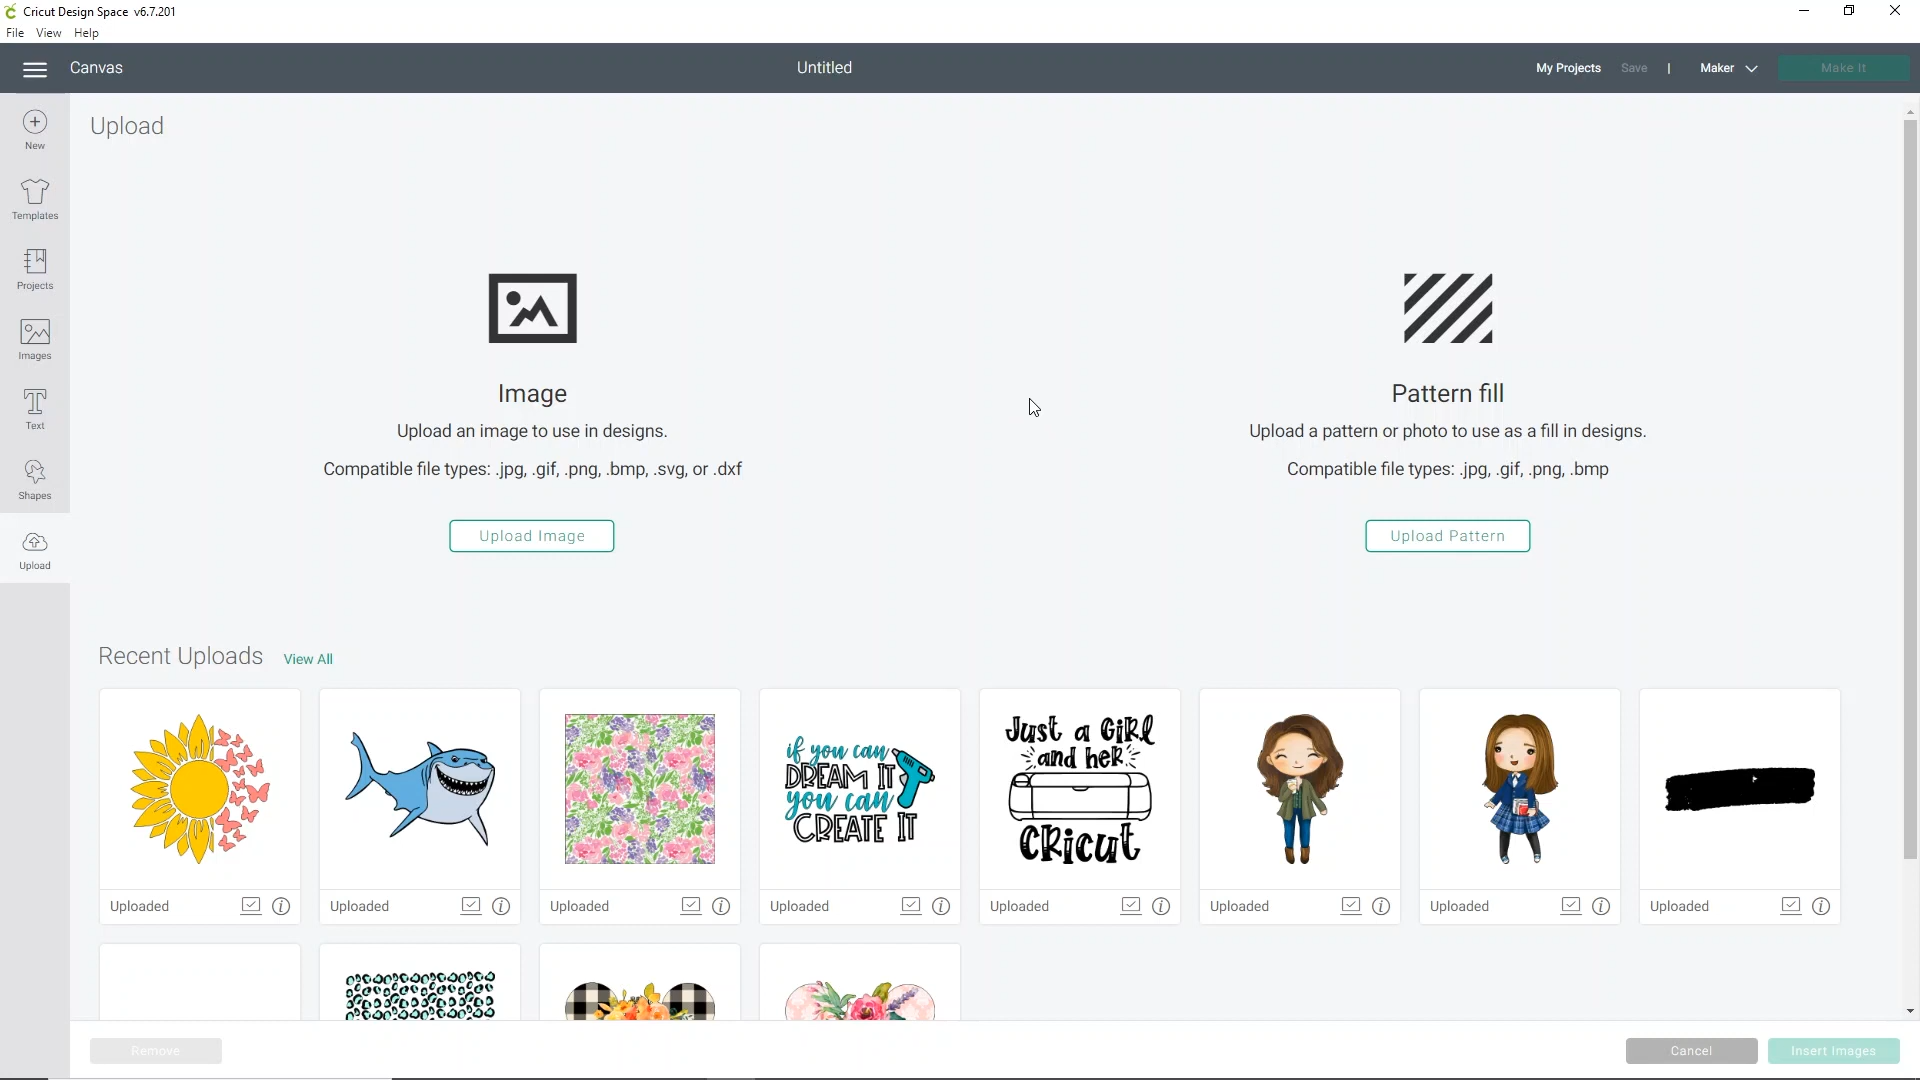 Cricut Design Space v6.7.201
File View Help
Canvas
Untitled
My Projects Save | Maker Make It
New
Templates
Projects
Images
Text
Shapes
Upload
Upload
Image
Upload an image to use in designs.
Compatible file types: .jpg, .gif, .png, .bmp, .svg, or .dxf
Upload Image
Pattern fill
Upload a pattern or photo to use as a fill in designs.
Compatible file types: .jpg, .gif, .png, .bmp
Upload Pattern
Recent Uploads View All
if you can
DREAM IT
you can
CREATE IT
Just a GiRl
and heR
CRicut
Uploaded
Uploaded
Uploaded
Uploaded
Uploaded
Uploaded
Uploaded
Uploaded
Remove
Cancel
Insert Images